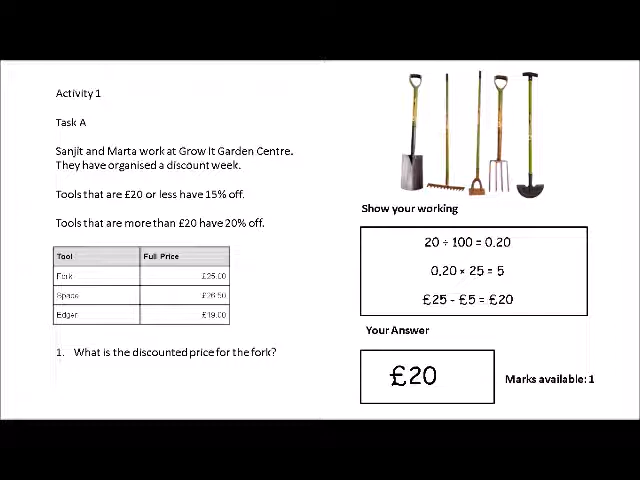 Activity 1
Task A
Sanjit and Marta work at Grow It Garden Centre.
They have organised a discount week.
Tools that are £20 or less have 15% off.
Tools that are more than £20 have 20% off.
Tool Full Price
Fork £25.00
Spade £26.50
Edger £19.00
1. What is the discounted price for the fork?
Show your working
20 ÷ 100 = 0.20
0.20 × 25 = 5
£25 - £5 = £20
Your Answer
£20
Marks available: 1